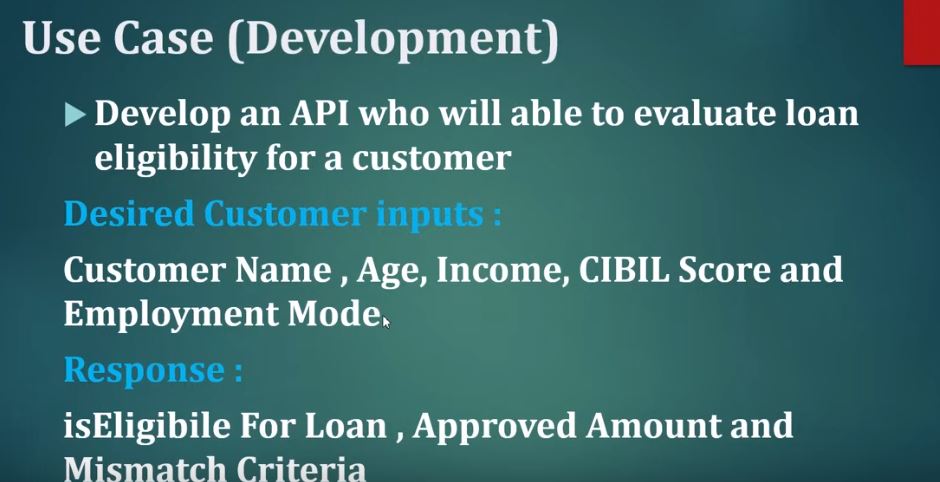 Use Case (Development)
Develop an API who will able to evaluate loan
eligibility for a customer
Desired Customer inputs :
Customer Name , Age, Income, CIBIL Score and
Employment Mode
Response :
isEligibile For Loan , Approved Amount and
Mismatch Criteria